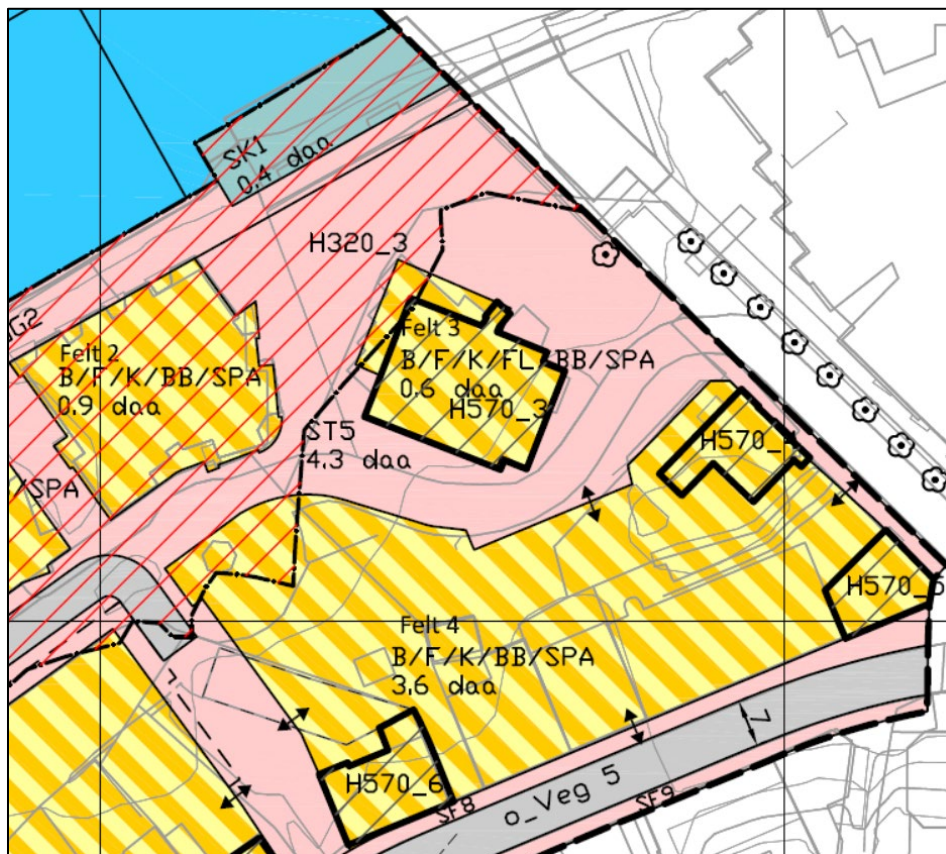 SK1
0.4 daa
H320_3
G2
Felt 2
B/F/K/BB/SPA
0.9 daa
Felt 3
B/F/K/FL/BB/SPA
0.6 daa
H570_3
ST5
4.3 daa
/SPA
H570_
H570_
Felt 4
B/F/K/BB/SPA
3.6 daa
H570_6
7
o_Veg 5
SF8
SF9